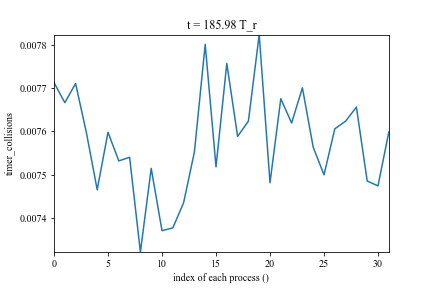 t = 185.98 T_r
0.0078
0.0077
0.0076
0.0075
0.0074
timer_collisions
0 5 10 15 20 25 30
index of each process ()